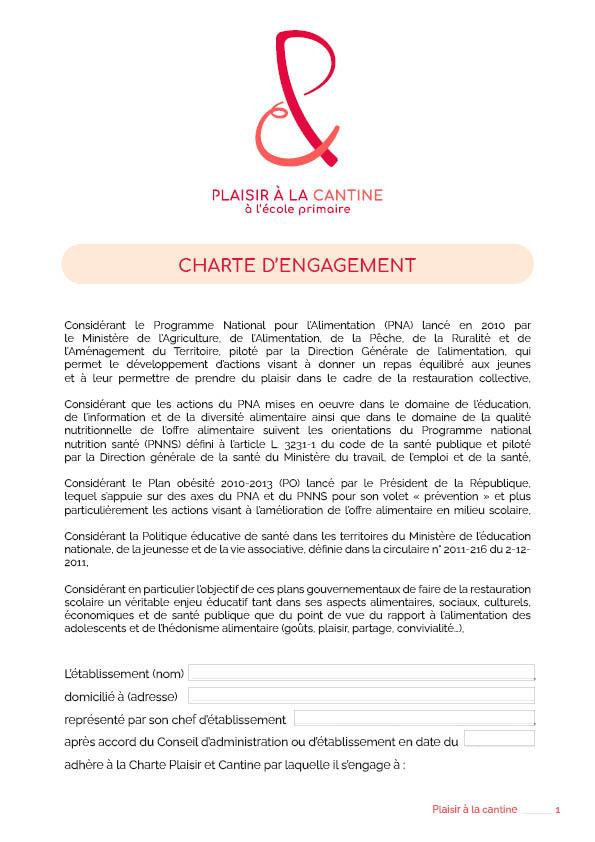 PLAISIR À LA CANTINE
à l'école primaire
CHARTE D'ENGAGEMENT
Considérant le Programme National pour l'Alimentation (PNA) lancé en 2010 par
le Ministère de l'Agriculture, de l'Alimentation, de la Pêche, de la Ruralité et de
l'Aménagement du Territoire, piloté par la Direction Générale de l'alimentation, qui
permet le développement d'actions visant à donner un repas équilibré aux jeunes
et à leur permettre de prendre du plaisir dans le cadre de la restauration collective,
Considérant que les actions du PNA mises en oeuvre dans le domaine de l'éducation,
de l'information et de la diversité alimentaire ainsi que dans le domaine de la qualité
nutritionnelle de l'offre alimentaire suivent les orientations du Programme national
nutrition santé (PNNS) défini à l'article L. 3231-1 du code de la santé publique et piloté
par la Direction générale de la santé du Ministère du travail, de l'emploi et de la santé,
Considérant le Plan obésité 2010-2013 (PO) lancé par le Président de la République,
lequel s'appuie sur des axes du PNA et du PNNS pour son volet « prévention » et plus
particulièrement les actions visant à l'amélioration de l'offre alimentaire en milieu scolaire,
Considérant la Politique éducative de santé dans les territoires du Ministère de l'éducation
nationale, de la jeunesse et de la vie associative, définie dans la circulaire n° 2011-216 du 2-12-
2011,
Considérant en particulier l'objectif de ces plans gouvernementaux de faire de la restauration
scolaire un véritable enjeu éducatif tant dans ses aspects alimentaires, sociaux, culturels,
économiques et de santé publique que du point de vue du rapport à l'alimentation des
adolescents et de l'hédonisme alimentaire (goûts, plaisir, partage, convivialité...),
L'établissement (nom) ,
domicilié à (adresse)
représenté par son chef d'établissement ,
après accord du Conseil d'administration ou d'établissement en date du
adhère à la Charte Plaisir et Cantine par laquelle il s'engage à :
Plaisir à la cantine ______ 1